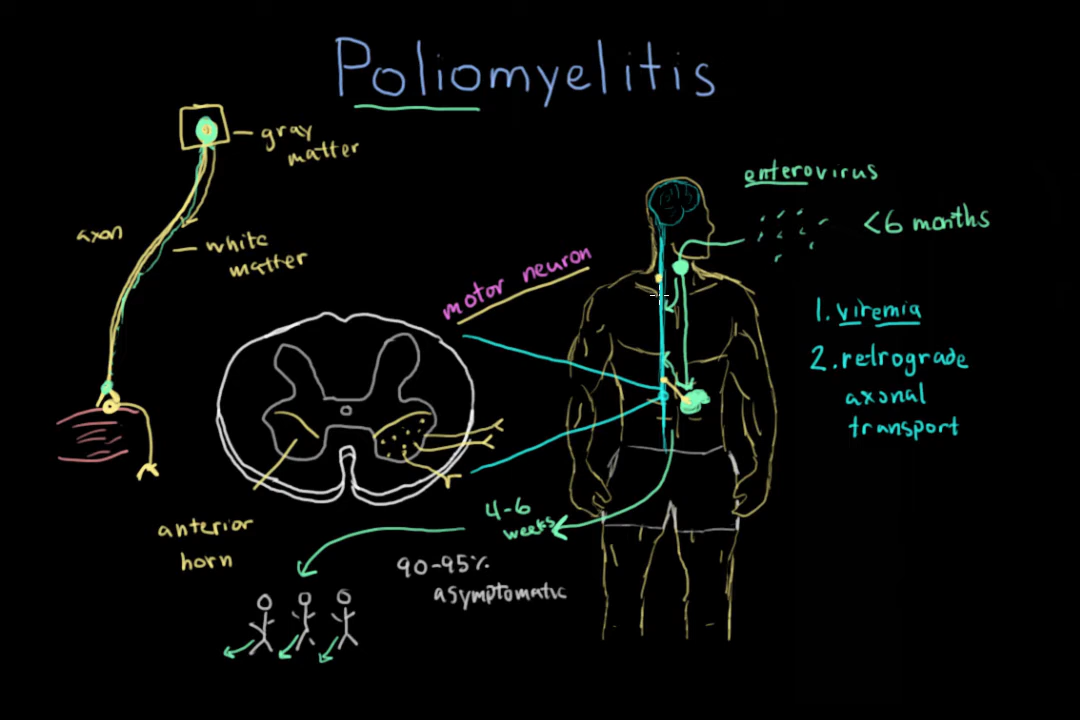 Poliomyelitis
gray
matter
axon
white
matter
motor neuron
enterovirus
<6 months
1. viremia
2. retrograde
axonal
transport
anterior
horn
4-6
weeks
90-95%
asymptomatic